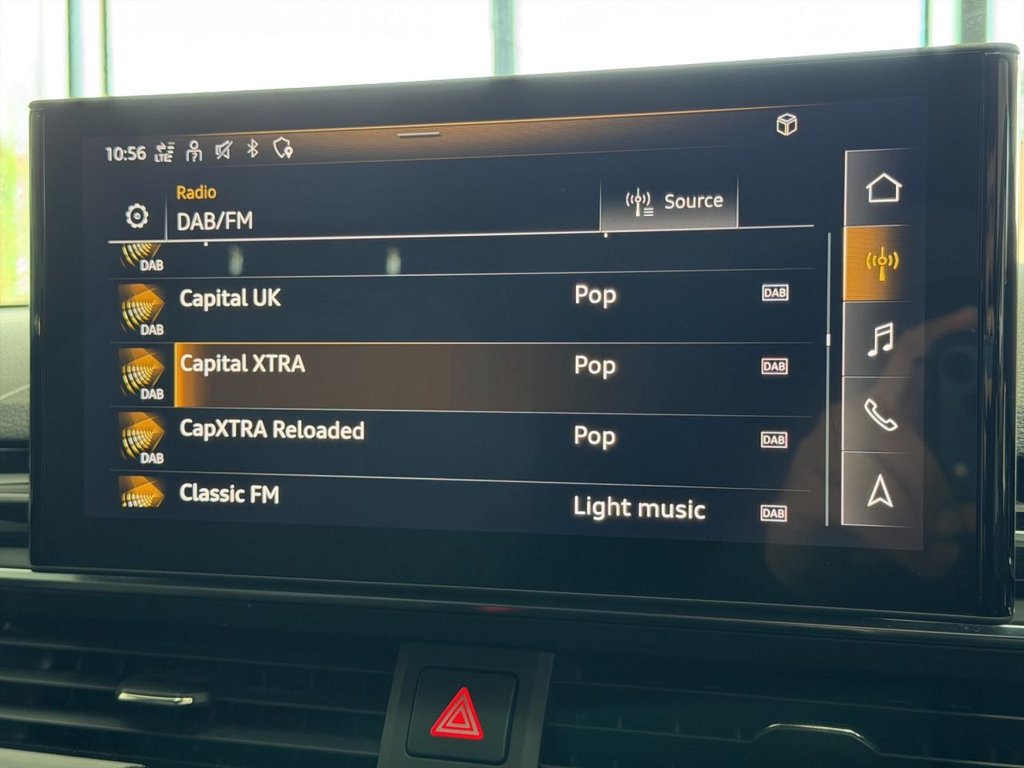 10:56 LTE
Radio
DAB/FM
Source
DAB
DAB Capital UK Pop DAB
DAB Capital XTRA Pop DAB
DAB CapXTRA Reloaded Pop DAB
Classic FM Light music DAB